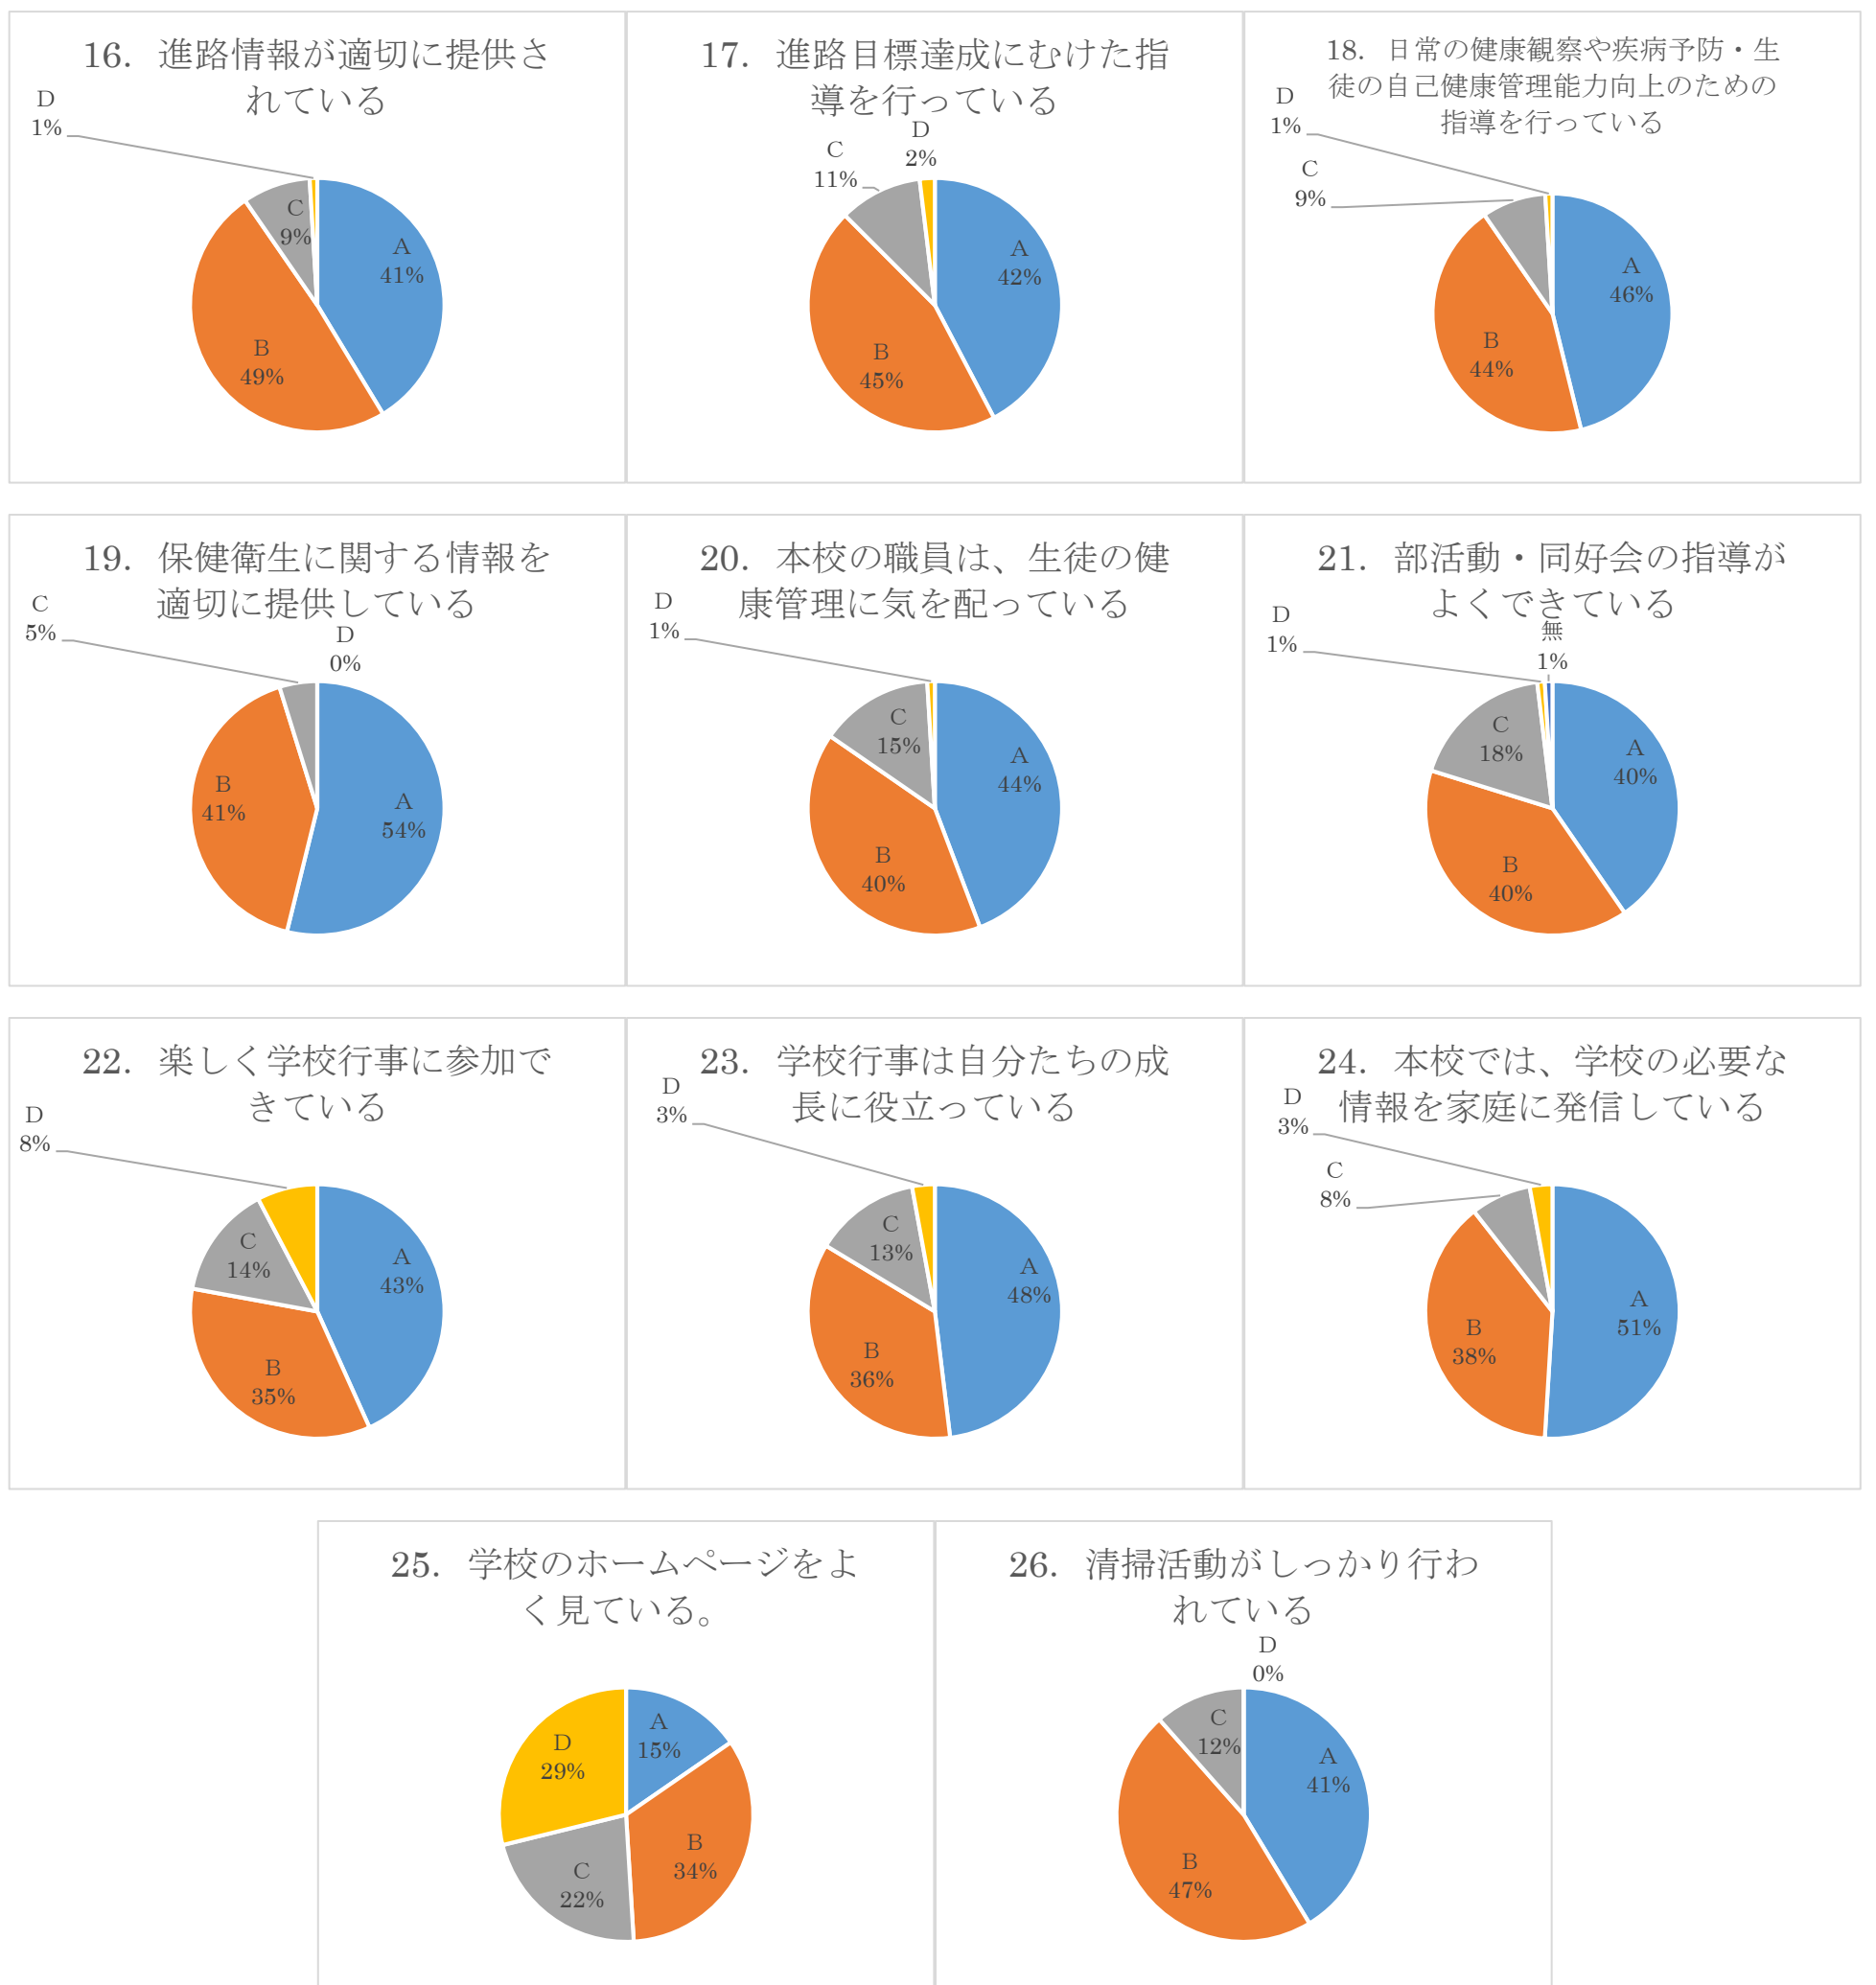 16．進路情報が適切に提供さ
れている
D
1%
C
9%
A
41%
B
49%
17．進路目標達成にむけた指
導を行っている
D
2%
C
11%
A
42%
B
45%
18．日常の健康観察や疾病予防・生
徒の自己健康管理能力向上のための
指導を行っている
D
1%
C
9%
A
46%
B
44%
19．保健衛生に関する情報を
適切に提供している
C
5%
D
0%
B
41%
A
54%
20．本校の職員は、生徒の健
康管理に気を配っている
D
1%
C
15%
A
44%
B
40%
21．部活動・同好会の指導が
よくできている
D
1%
無
1%
C
18%
A
40%
B
40%
22．楽しく学校行事に参加で
きている
D
8%
C
14%
A
43%
B
35%
23．学校行事は自分たちの成
長に役立っている
D
3%
C
13%
A
48%
B
36%
24．本校では、学校の必要な
情報を家庭に発信している
D
3%
C
8%
A
51%
B
38%
25．学校のホームページをよ
く見ている。
A
15%
D
29%
B
34%
C
22%
26．清掃活動がしっかり行わ
れている
D
0%
C
12%
A
41%
B
47%